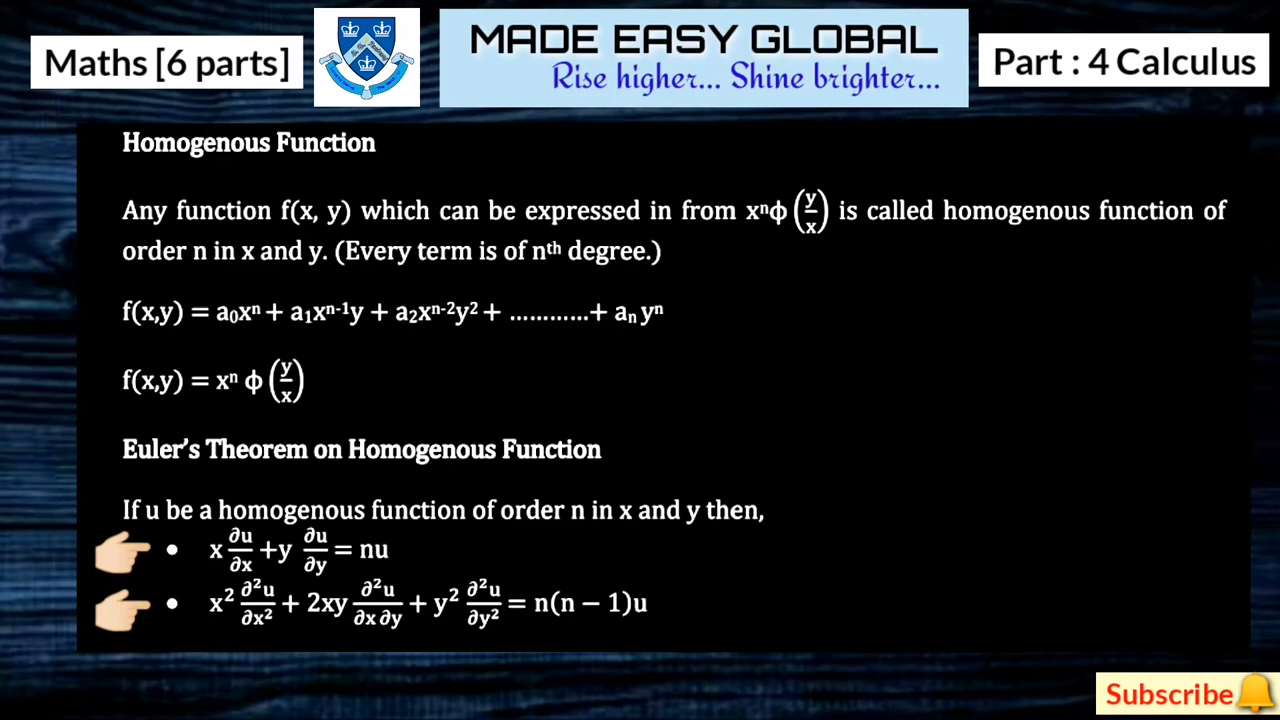 Maths [6 parts]
MADE EASY GLOBAL
Rise higher... Shine brighter...
Part : 4 Calculus
Homogenous Function
Any function f(x, y) which can be expressed in from xⁿϕ (y/x) is called homogenous function of
order n in x and y. (Every term is of nᵗʰ degree.)
f(x,y) = a₀xⁿ + a₁xⁿ⁻¹y + a₂xⁿ⁻²y² + ............+ aₙ yⁿ
f(x,y) = xⁿ ϕ (y/x)
Euler’s Theorem on Homogenous Function
If u be a homogenous function of order n in x and y then,
• x ∂u/∂x +y ∂u/∂y = nu
• x² ∂²u/∂x² + 2xy ∂²u/∂x ∂y + y² ∂²u/∂y² = n(n − 1)u
Subscribe